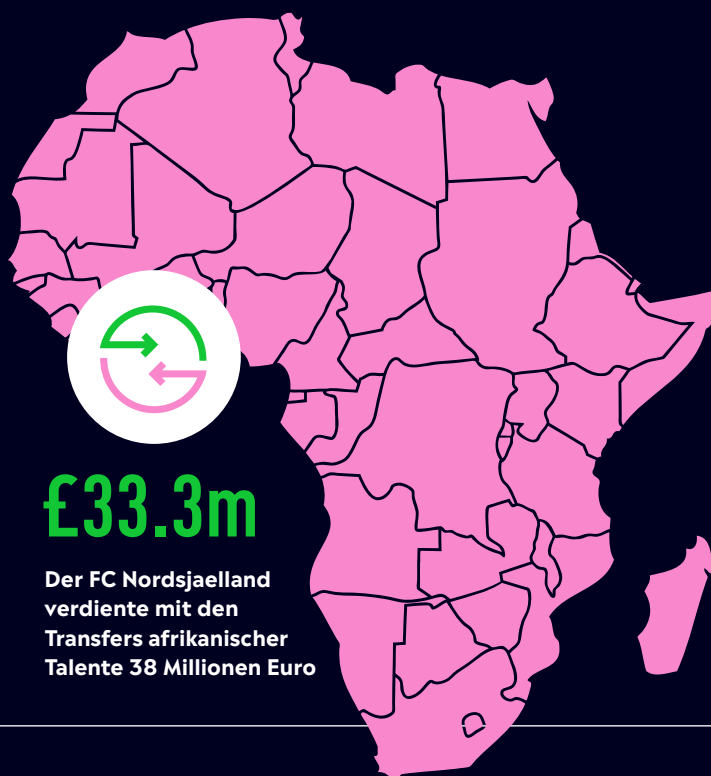 £33.3m
Der FC Nordsjaelland
verdiente mit den
Transfers afrikanischer
Talente 38 Millionen Euro